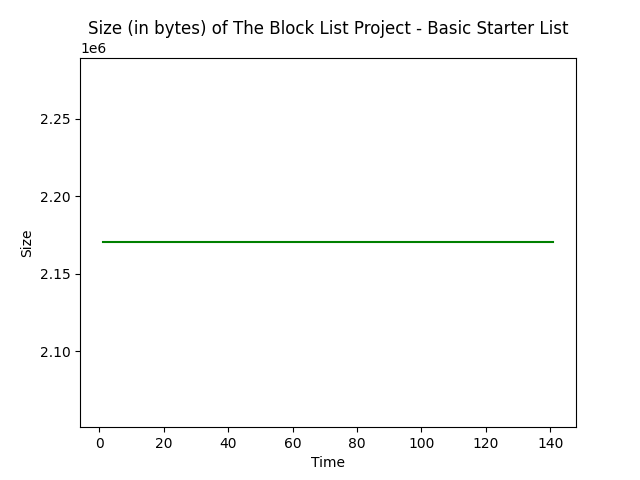 Size (in bytes) of The Block List Project - Basic Starter List
1e6
2.25
2.20
2.15
2.10
Size
0 20 40 60 80 100 120 140
Time